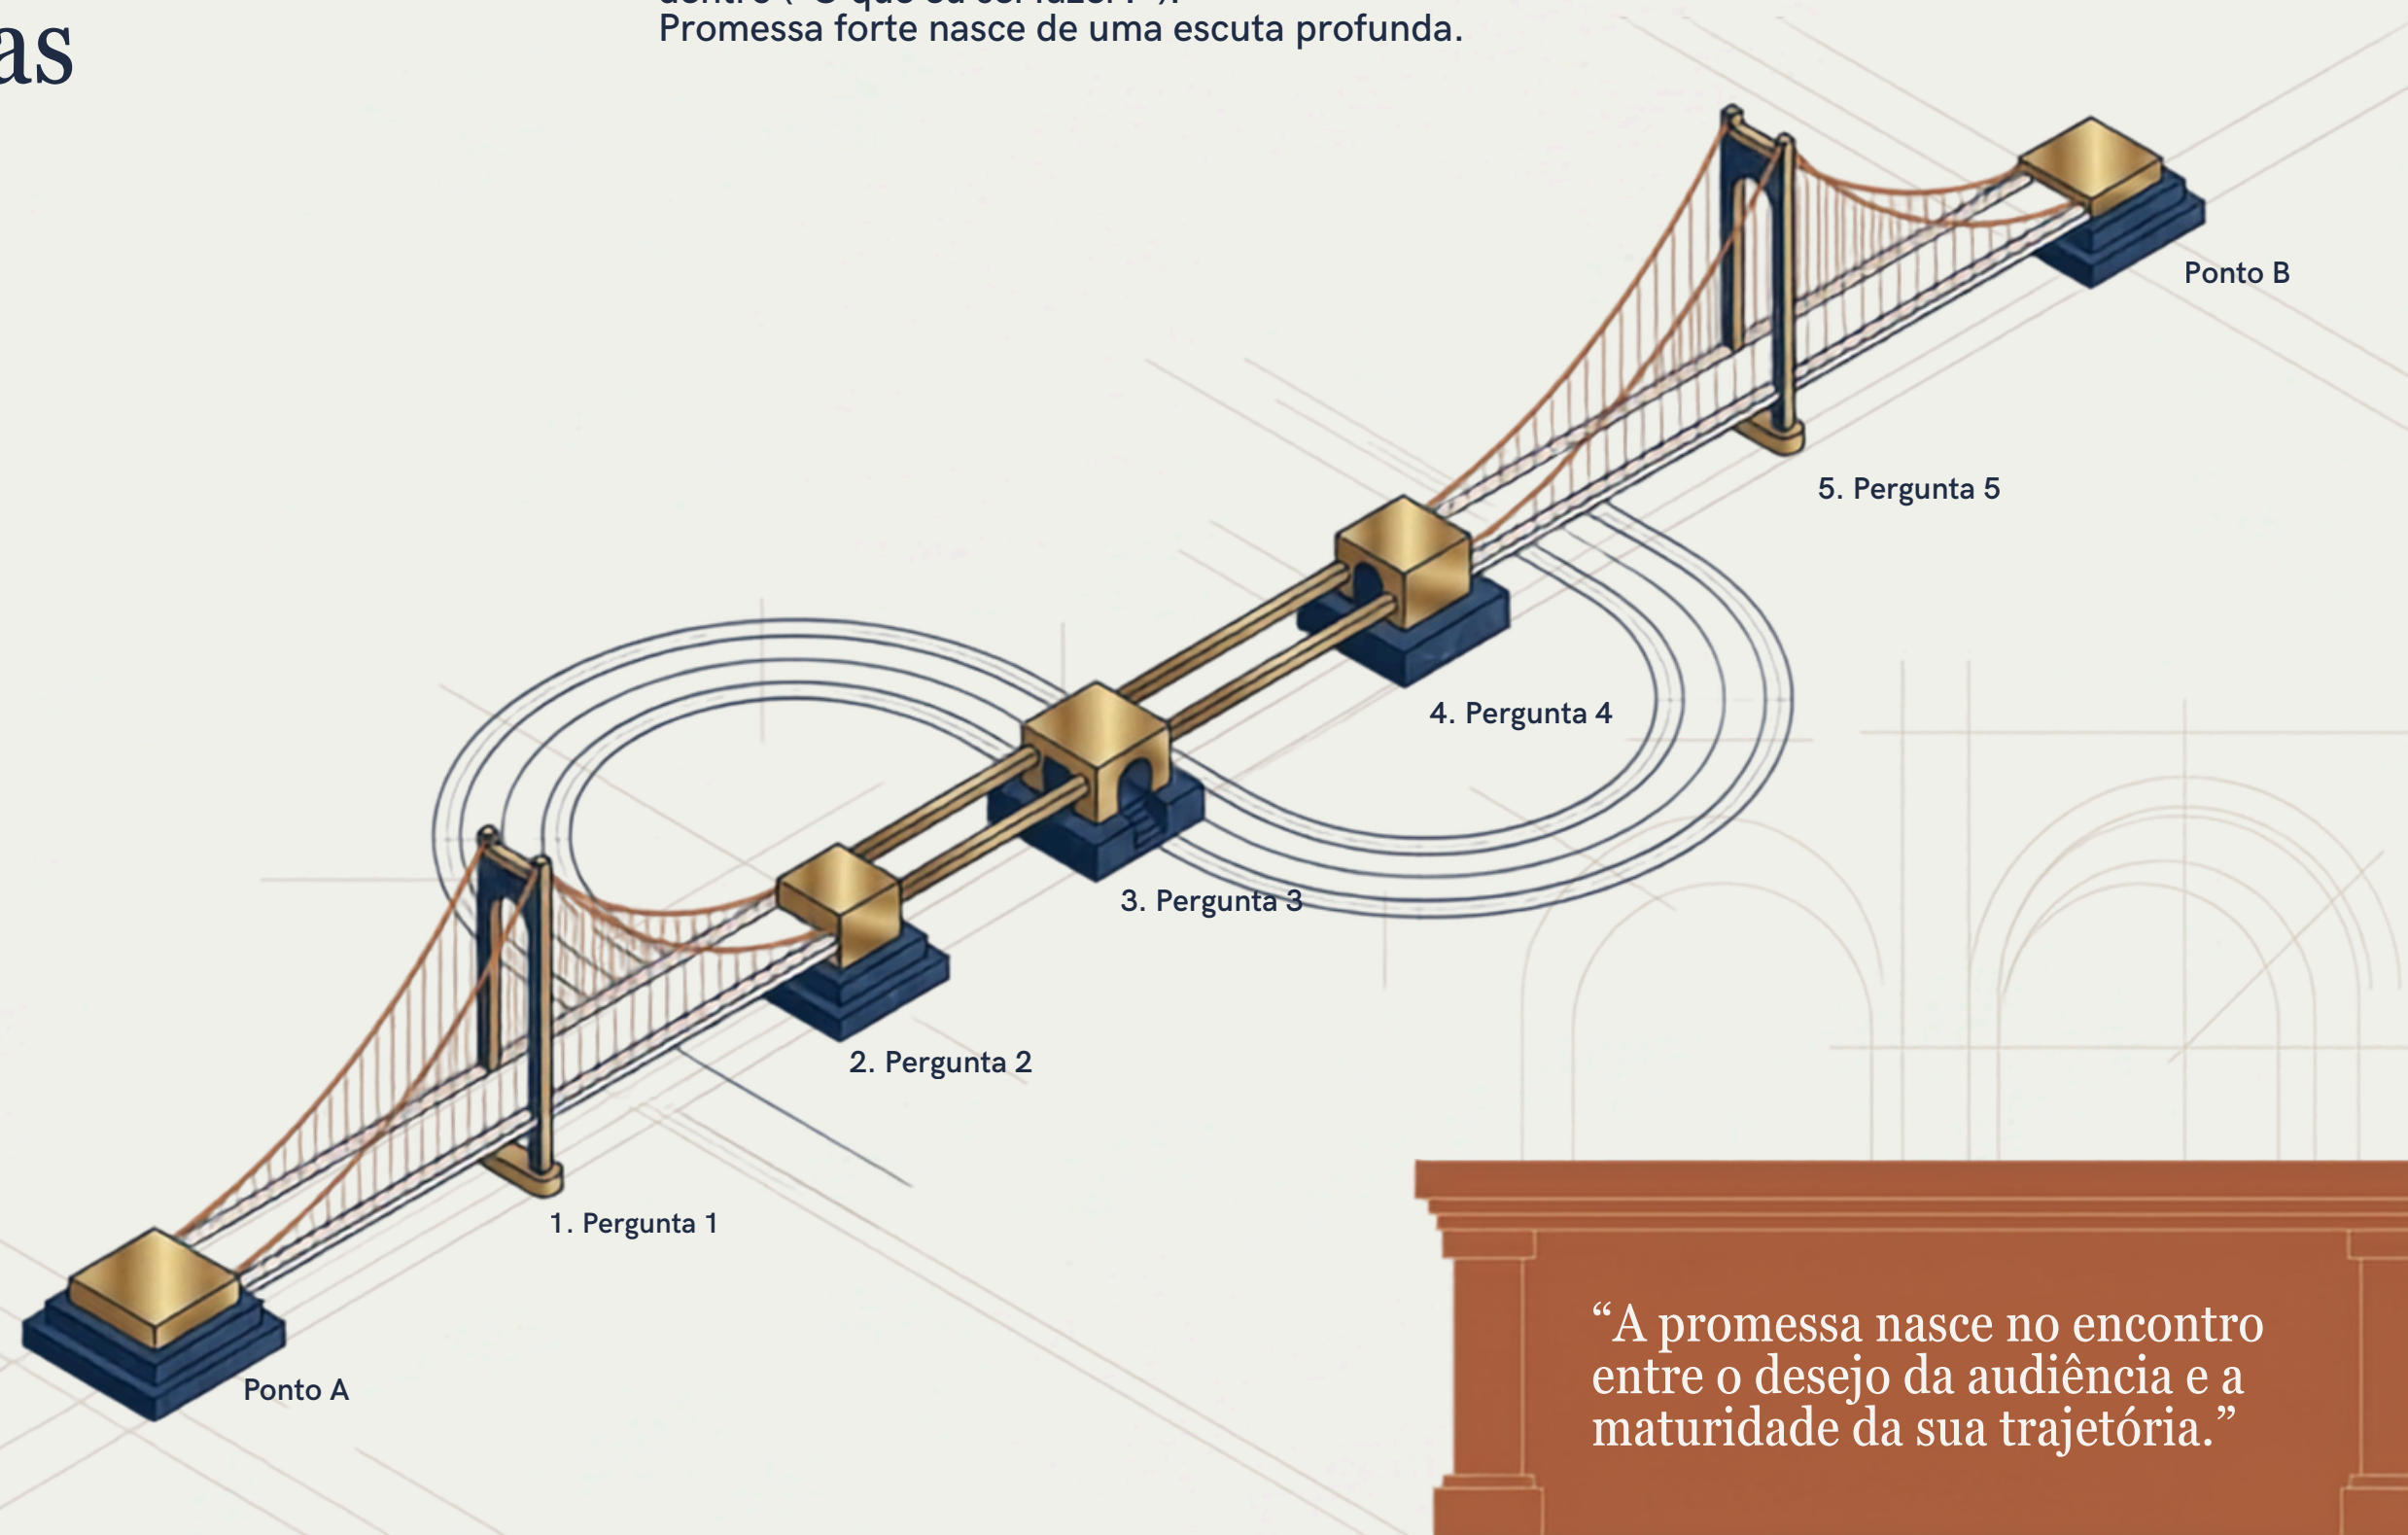 as
Promessa forte nasce de uma escuta profunda.
Ponto B
5. Pergunta 5
4. Pergunta 4
3. Pergunta 3
2. Pergunta 2
1. Pergunta 1
Ponto A
“A promessa nasce no encontro
entre o desejo da audiência e a
maturidade da sua trajetória.”